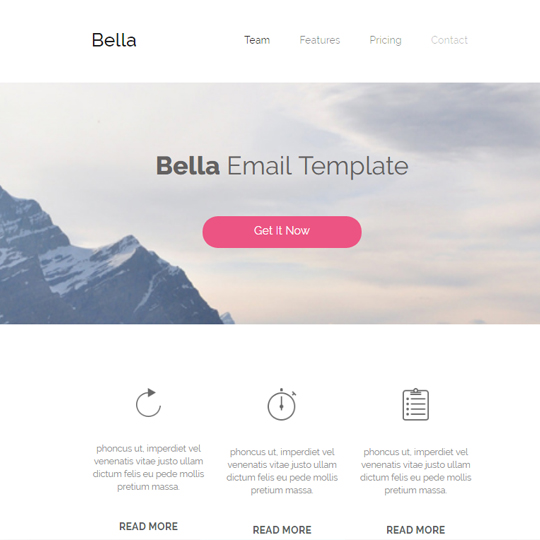 Bella
Team Features Pricing Contact
Bella Email Template
Get It Now
phoncus ut, imperdiet vel
venenatis vitae justo ullam
dictum felis eu pede mollis
pretium massa.
READ MORE
phoncus ut, imperdiet vel
venenatis vitae justo ullam
dictum felis eu pede mollis
pretium massa.
READ MORE
phoncus ut, imperdiet vel
venenatis vitae justo ullam
dictum felis eu pede mollis
pretium massa.
READ MORE